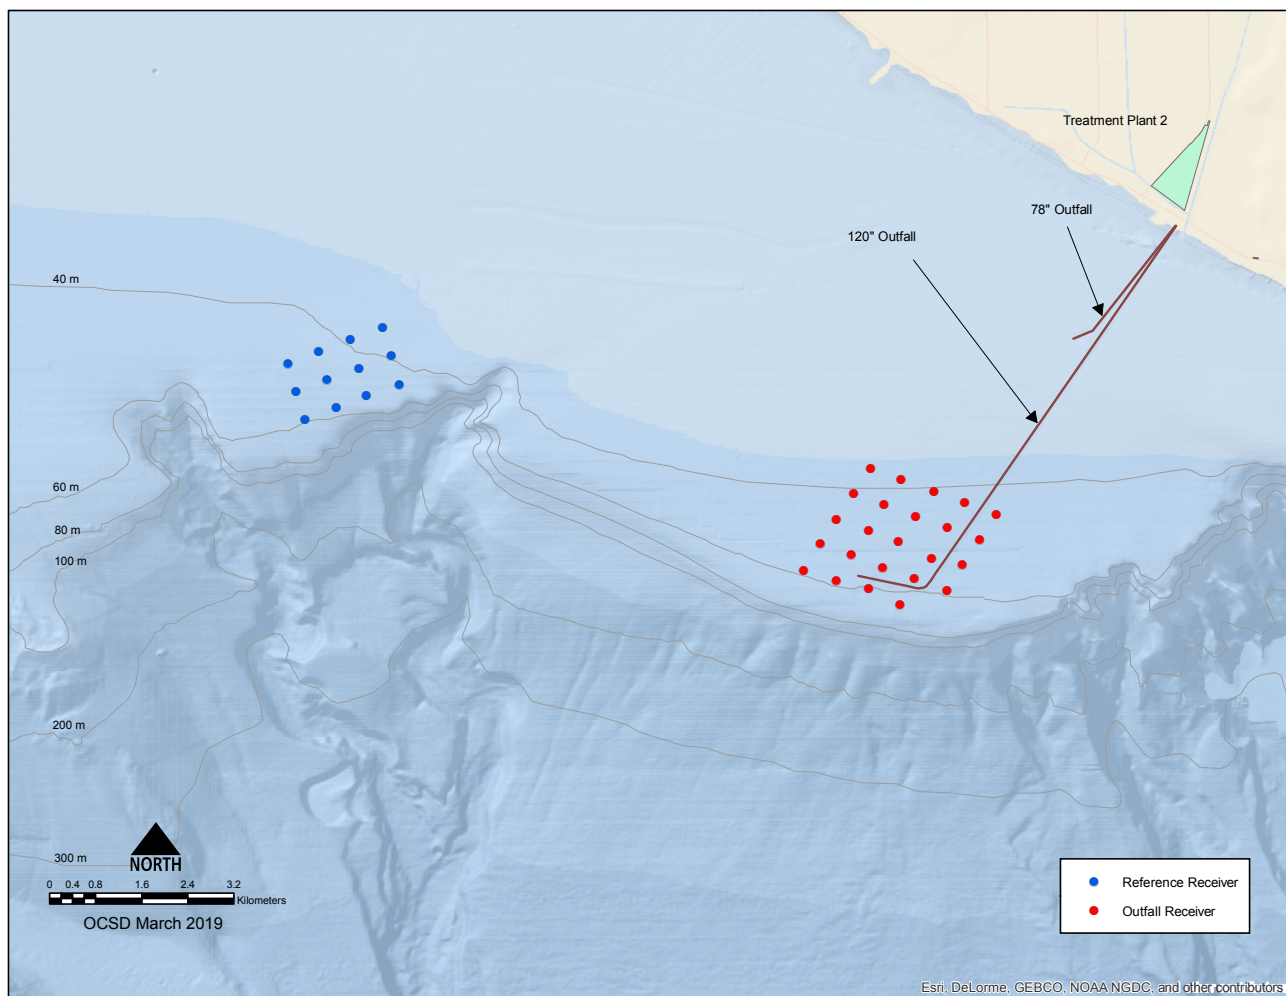 Treatment Plant 2
78" Outfall
120" Outfall
40 m
60 m
80 m
100 m
200 m
300 m
NORTH
0 0.4 0.8 1.6 2.4 3.2
Kilometers
OCSD March 2019
Reference Receiver
Outfall Receiver
Esri, DeLorme, GEBCO, NOAA NGDC, and other contributors